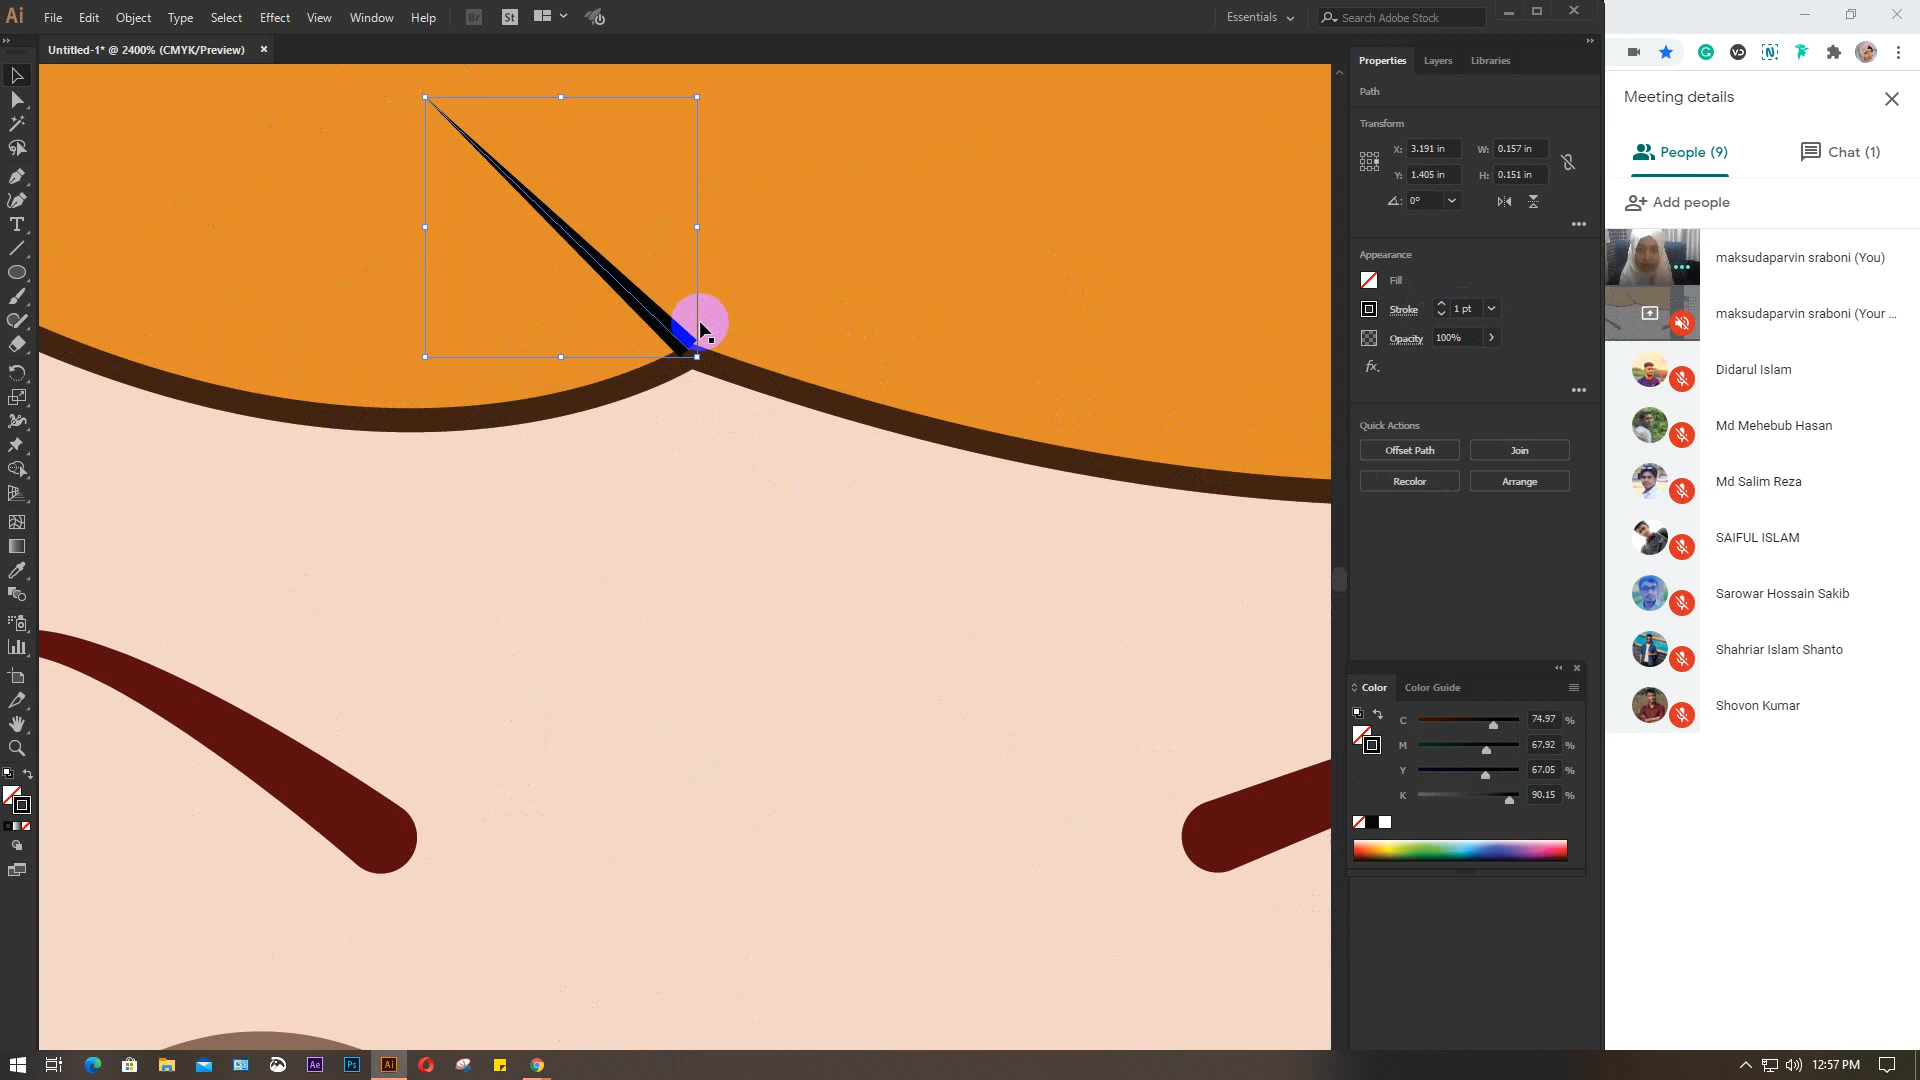 Ai File Edit Object Type Select Effect View Window Help Br St Essentials Search Adobe Stock
Untitled-1* @ 2400% (CMYK/Preview) ×
Properties Layers Libraries
Path
Transform
X: 3.191 in W: 0.157 in
Y: 1.405 in H: 0.151 in
0°
Appearance
Fill
Stroke 1 pt
Opacity 100%
fx.
Quick Actions
Offset Path Join
Recolor Arrange
Color Color Guide
C 74.97 %
M 67.92 %
Y 67.05 %
K 90.15 %
Meeting details
People (9) Chat (1)
Add people
maksudaparvin sraboni (You)
maksudaparvin sraboni (Your ...
Didarul Islam
Md Mehebub Hasan
Md Salim Reza
SAIFUL ISLAM
Sarowar Hossain Sakib
Shahriar Islam Shanto
Shovon Kumar
Ae Ps Ai 12:57 PM